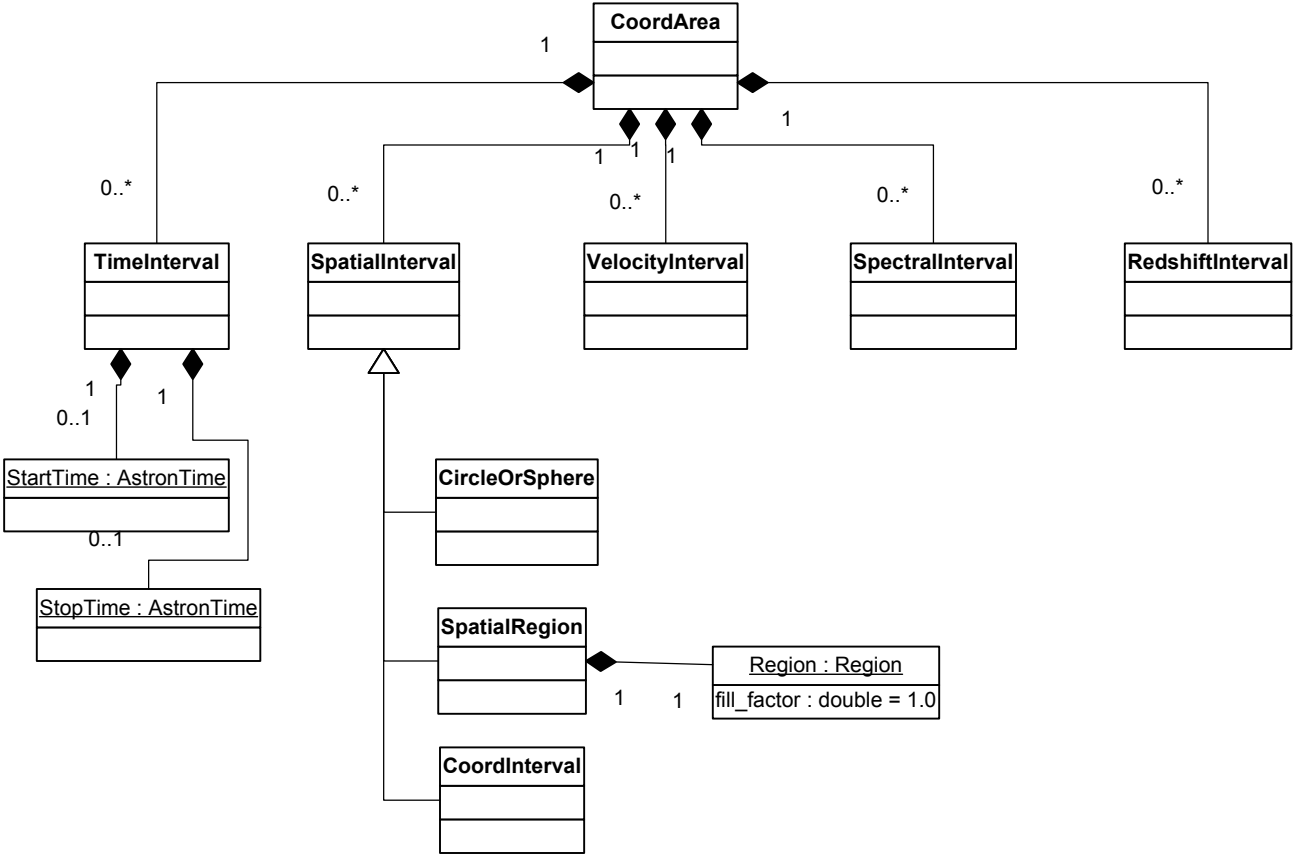 CoordArea
1
1
1
1
1
0..*
0..*
0..*
0..*
0..*
TimeInterval
SpatialInterval
VelocityInterval
SpectralInterval
RedshiftInterval
1
1
0..1
StartTime : AstronTime
CircleOrSphere
0..1
StopTime : AstronTime
SpatialRegion
Region : Region
1
1
fill_factor : double = 1.0
CoordInterval